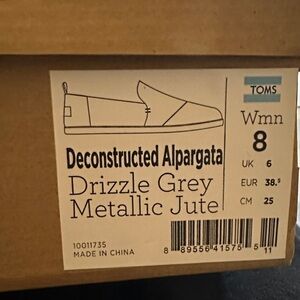 TOMS
Wmn
8
UK 6
EUR 38.⁵
CM 25
Deconstructed Alpargata
Drizzle Grey
Metallic Jute
10011735
MADE IN CHINA
8 89556 41575 5 11